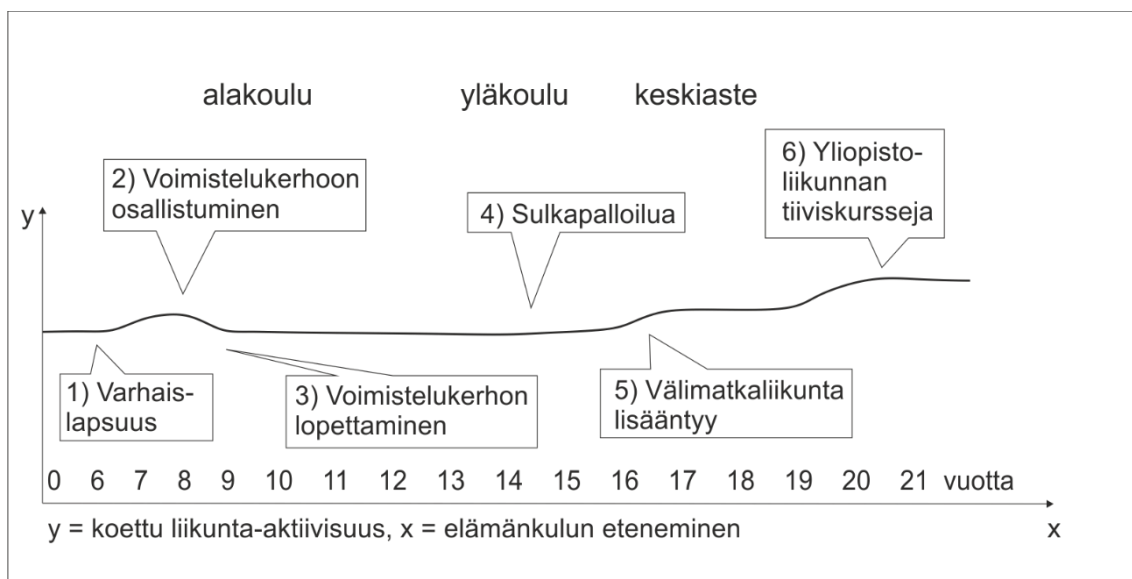 alakoulu yläkoulu keskiaste
2) Voimistelukerhoon
osallistuminen
4) Sulkapalloilua
6) Yliopisto-
liikunnan
tiiviskursseja
y
1) Varhais-
lapsuus
3) Voimistelukerhon
lopettaminen
5) Välimatkaliikunta
lisääntyy
0 6 7 8 9 10 11 12 13 14 15 16 17 18 19 20 21 vuotta
y = koettu liikunta-aktiivisuus, x = elämänkulun eteneminen
x